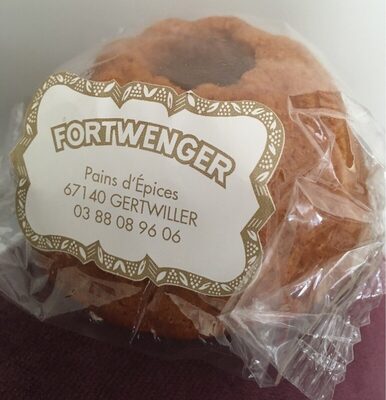 FORTWENGER
Pains d'Épices
67140 GERTWILLER
03 88 08 96 06